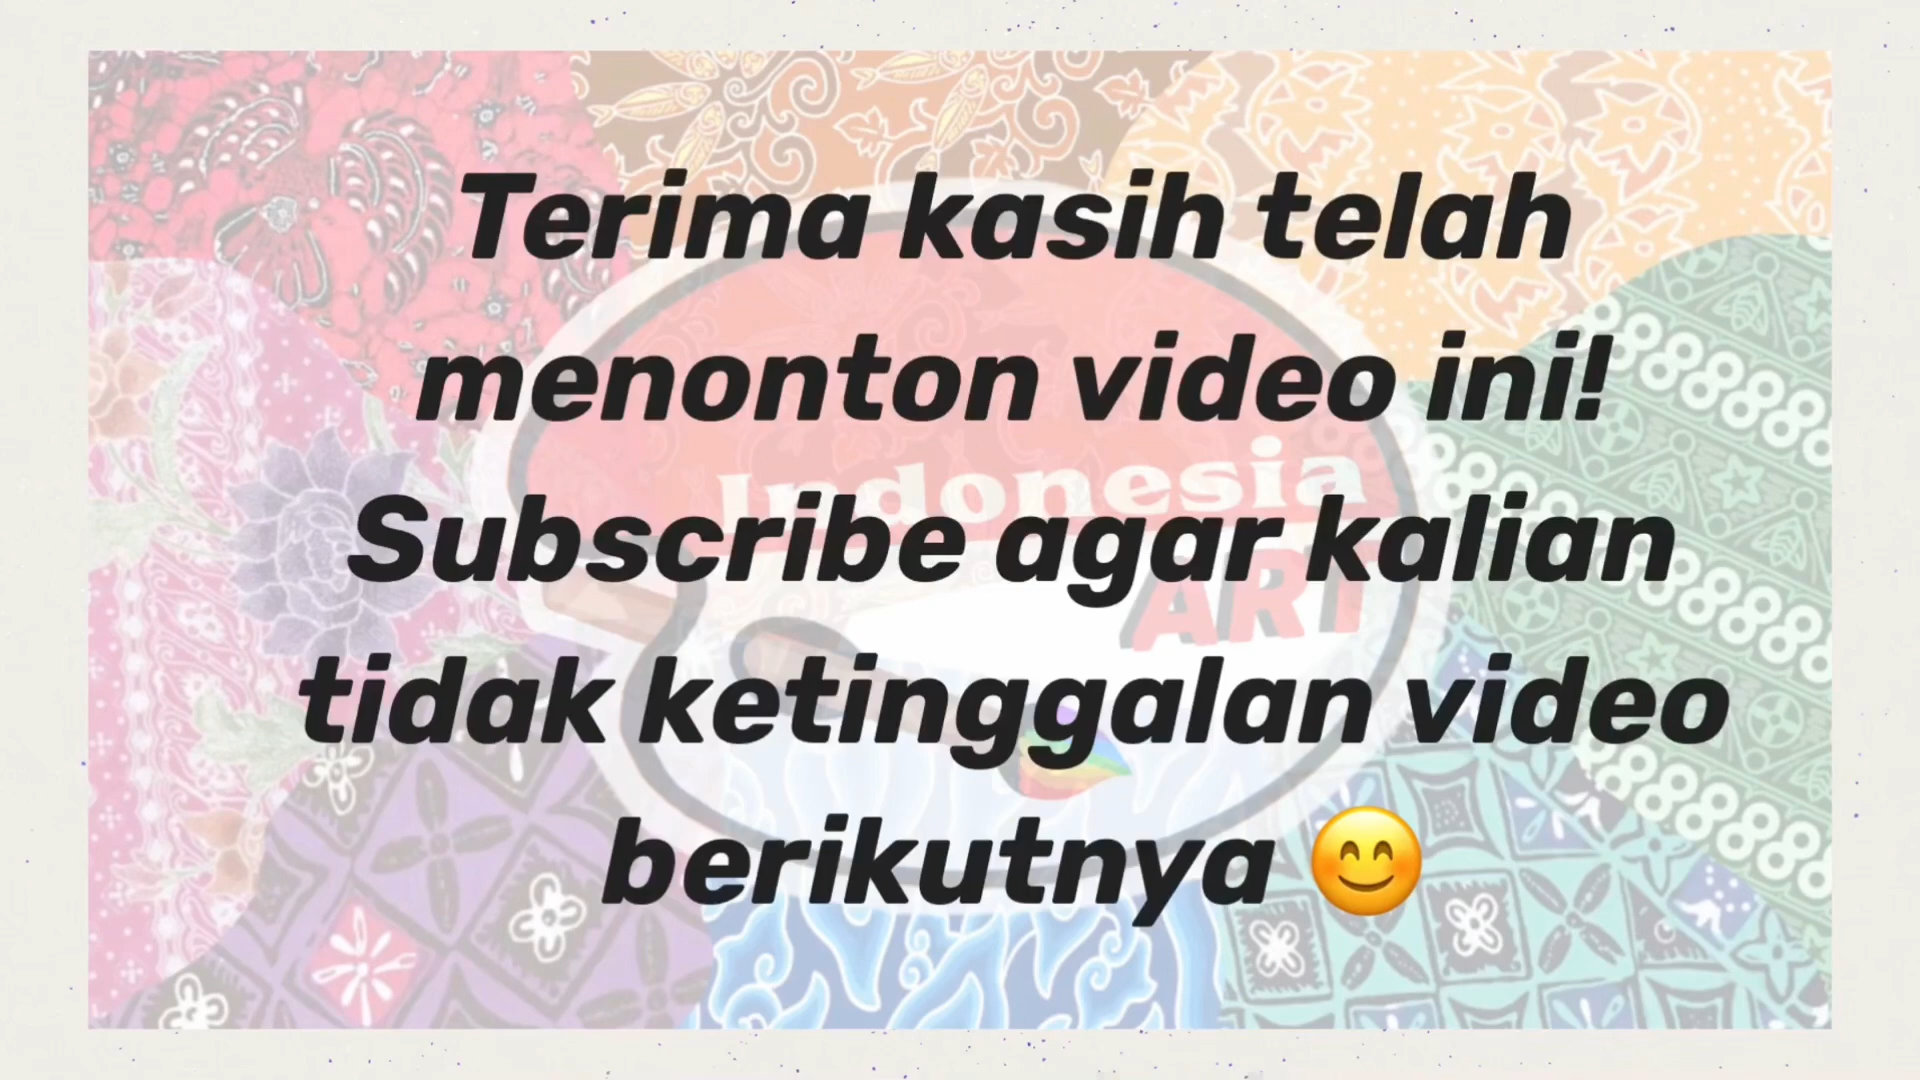 Terima kasih telah
menonton video ini!
Subscribe agar kalian
tidak ketinggalan video
berikutnya 😊
Indonesia
ART